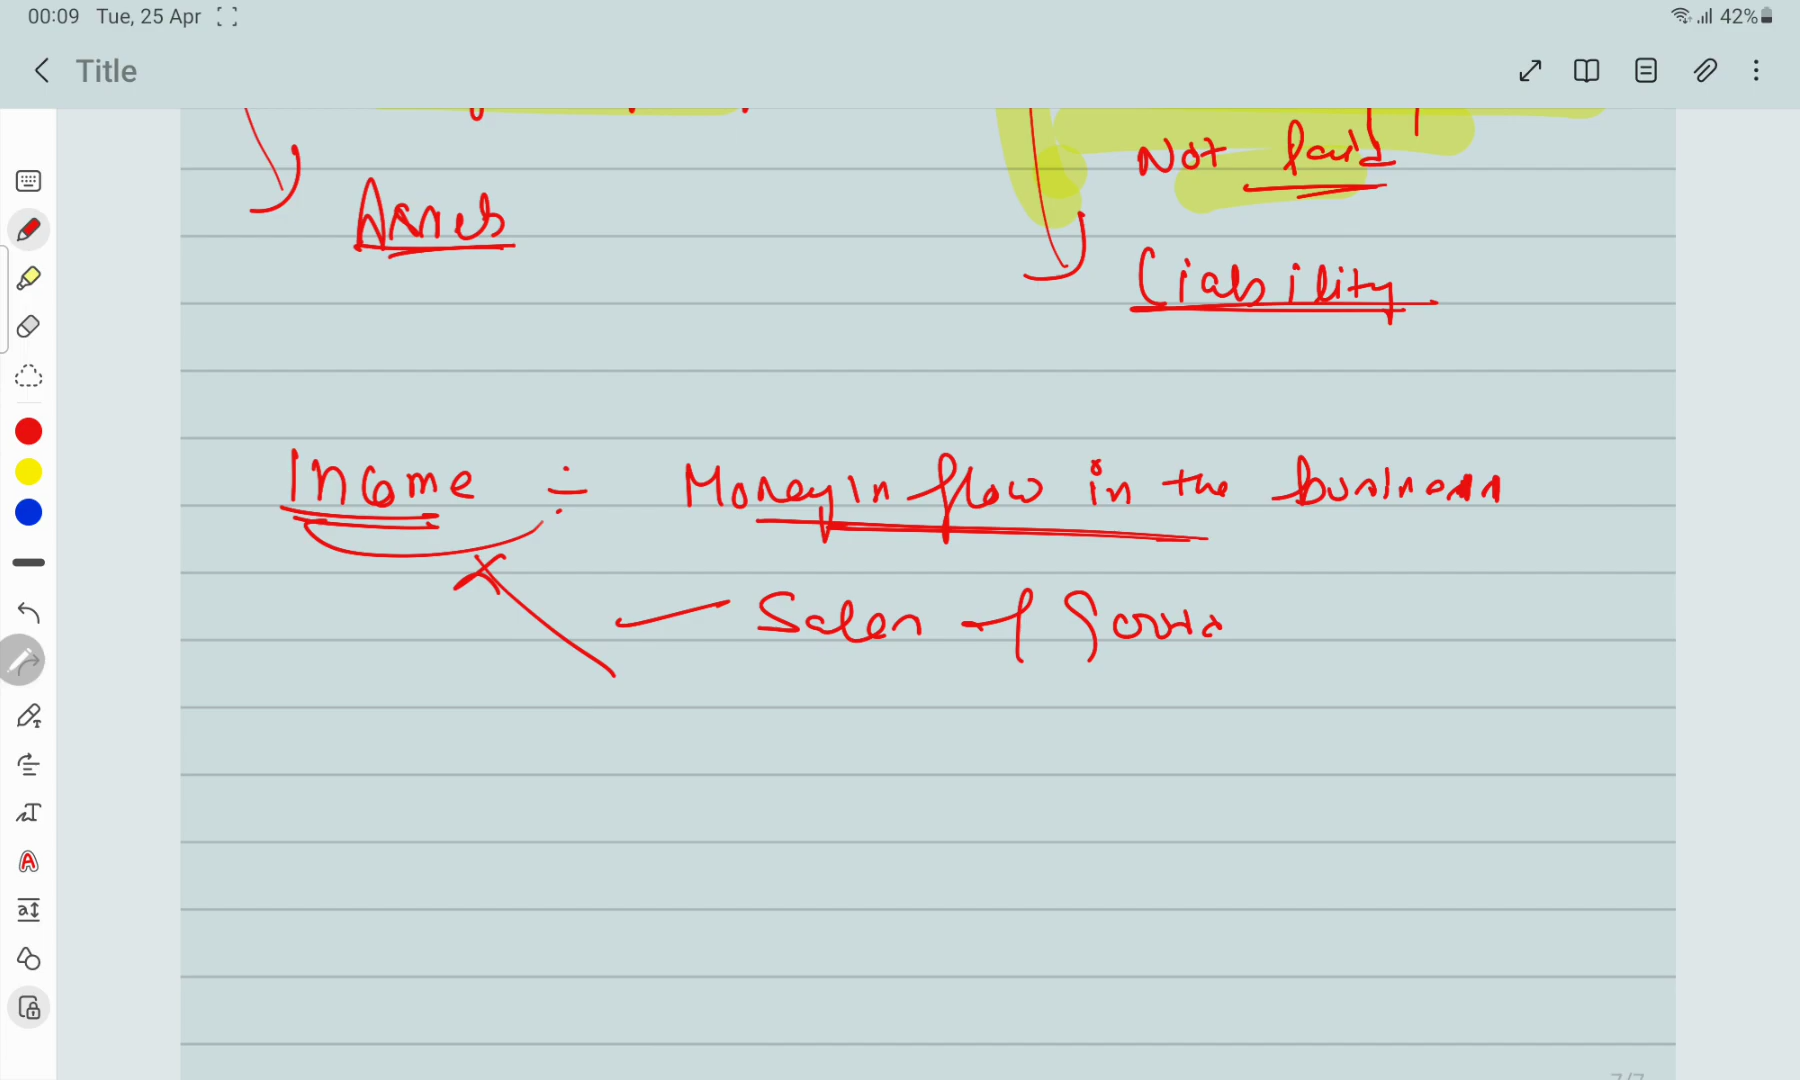 00:09 Tue, 25 Apr 42%
Title
Not Paid
Assets
Liability
Income :- Money in flow in the business
Sales of Goods